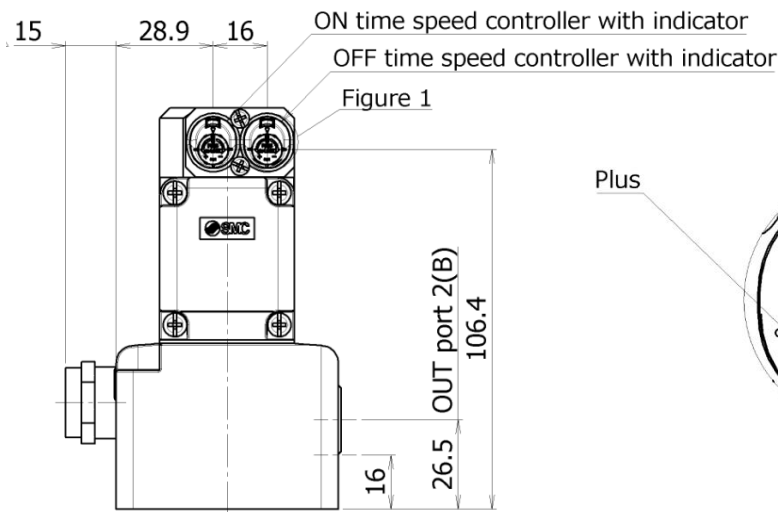 ON time speed controller with indicator
15 28.9 16
OFF time speed controller with indicator
Figure 1
Plus
SMC
OUT port 2(B)
106.4
26.5
16